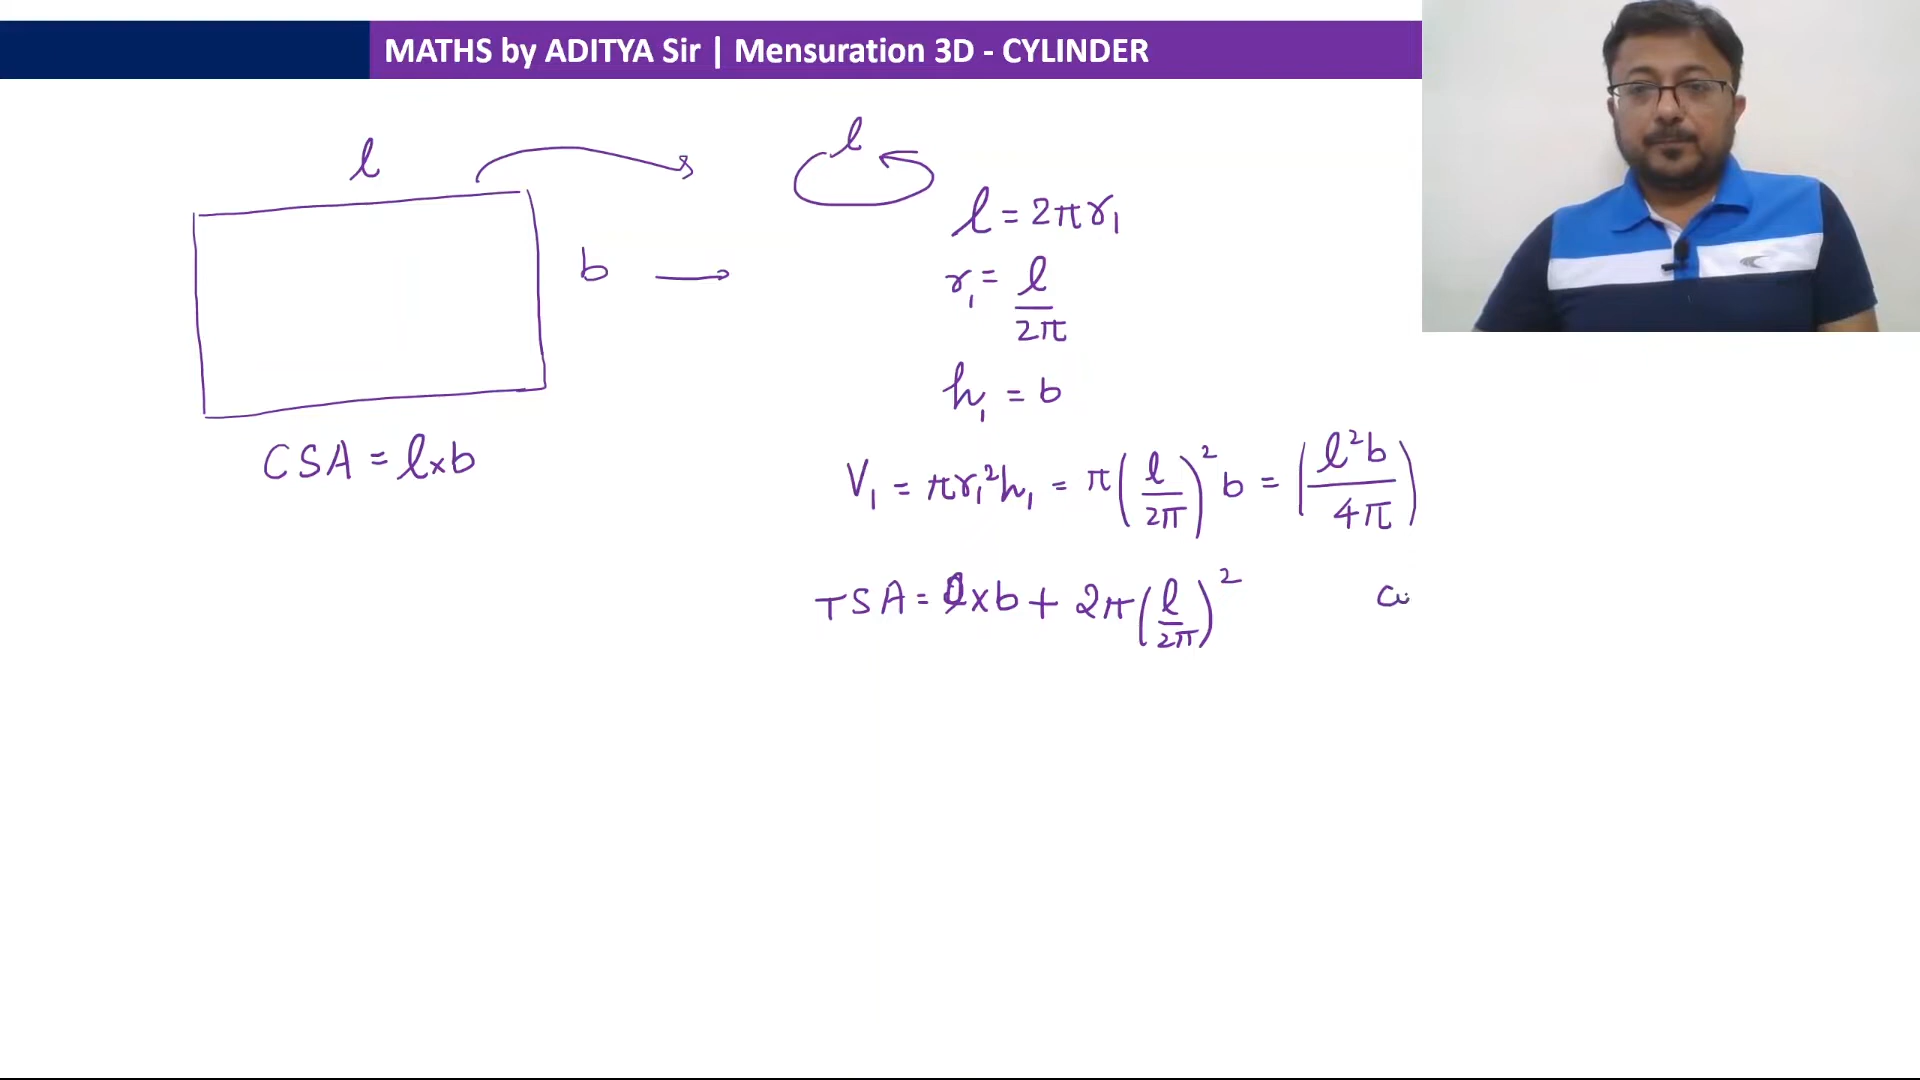 MATHS by ADITYA Sir | Mensuration 3D - CYLINDER
l
l
l = 2πr₁
b
r₁ = l/2π
h₁ = b
CSA = l×b
V₁ = πr₁²h₁ = π(l/2π)² b = (l²b/4π)
TSA = l×b + 2π(l/2π)²